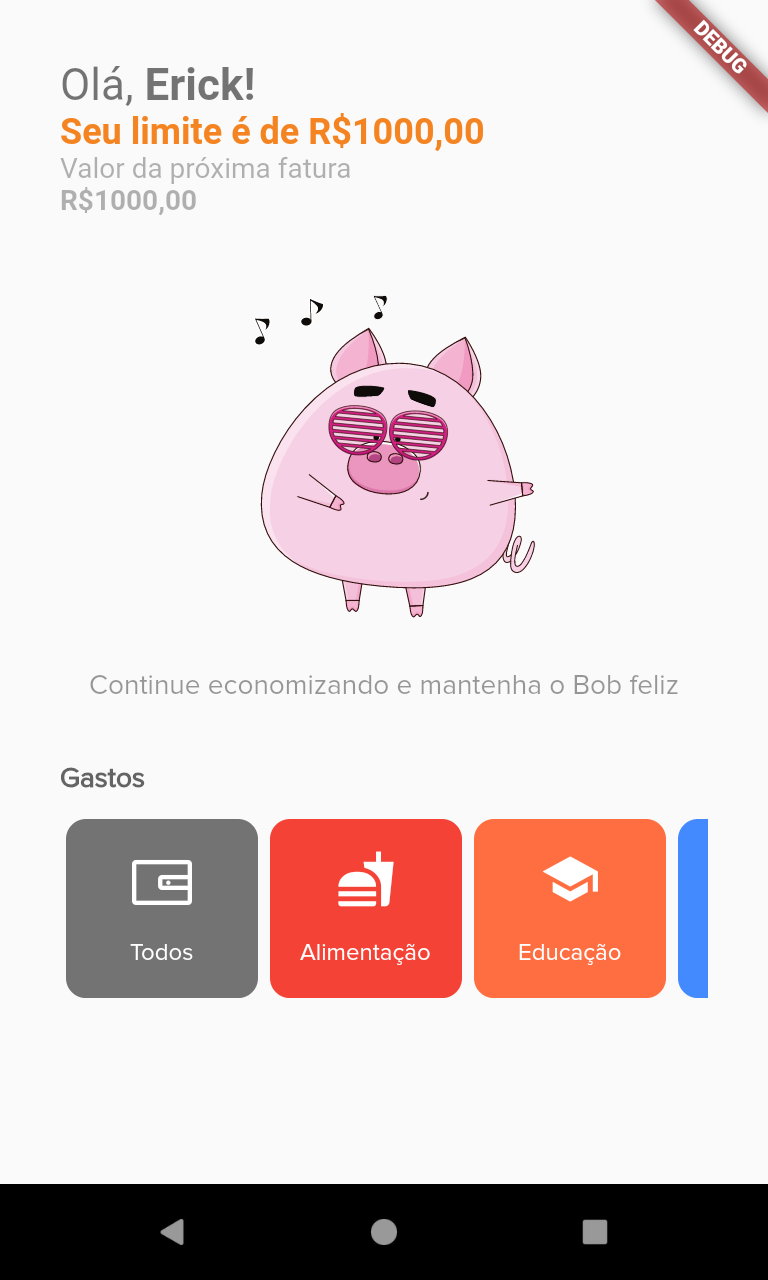 DEBUG
Olá, Erick!
Seu limite é de R$1000,00
Valor da próxima fatura
R$1000,00
Continue economizando e mantenha o Bob feliz
Gastos
Todos
Alimentação
Educação